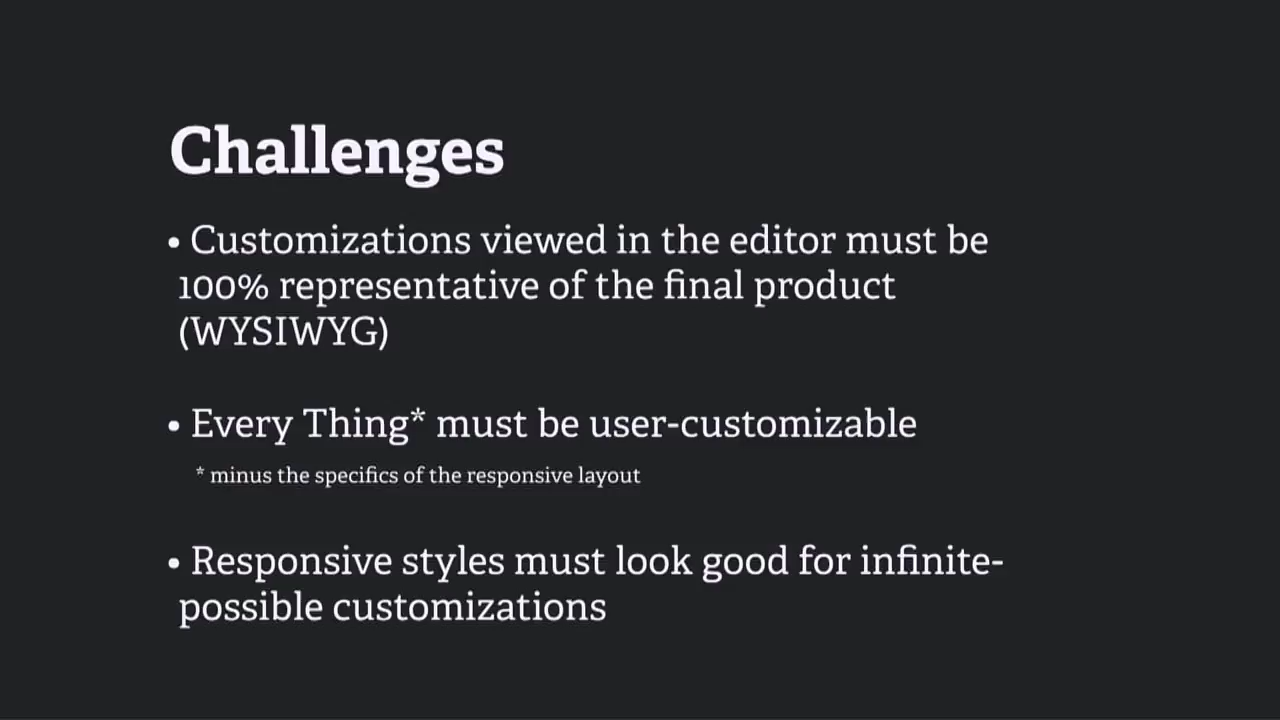 Challenges
• Customizations viewed in the editor must be
100% representative of the final product
(WYSIWYG)
• Every Thing* must be user-customizable
* minus the specifics of the responsive layout
• Responsive styles must look good for infinite-
possible customizations